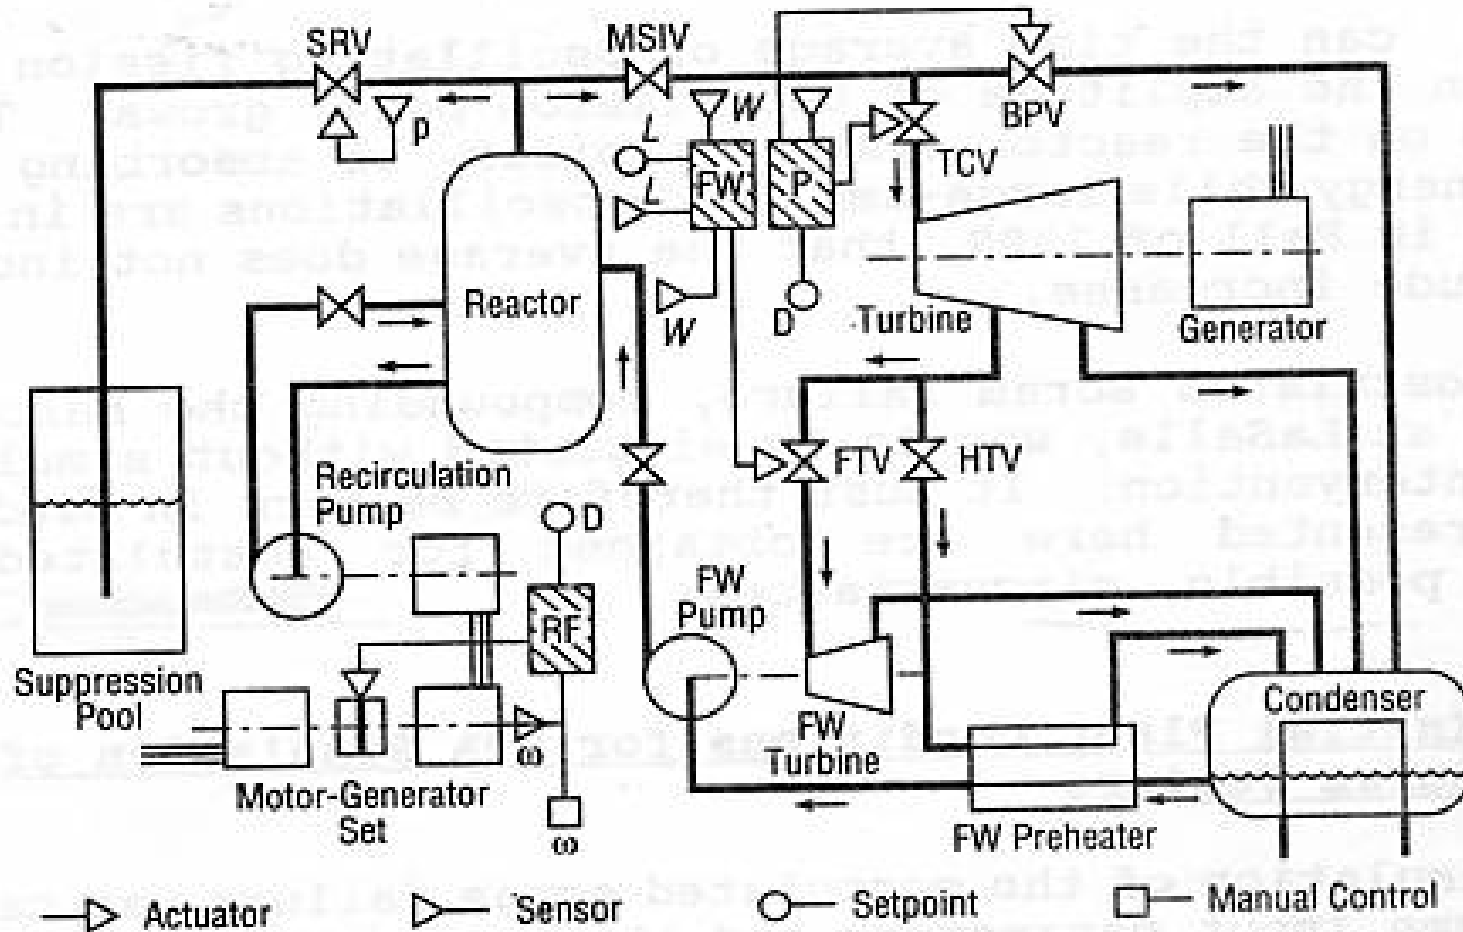 SRV
MSIV
BPV
p
W
L
FW
P
TCV
L
Reactor
W
D
Turbine
Generator
FTV
HTV
Recirculation
Pump
D
FW
Pump
RF
Suppression
Pool
Condenser
FW
Turbine
ω
Motor-Generator
Set
FW Preheater
ω
Actuator
Sensor
Setpoint
Manual Control